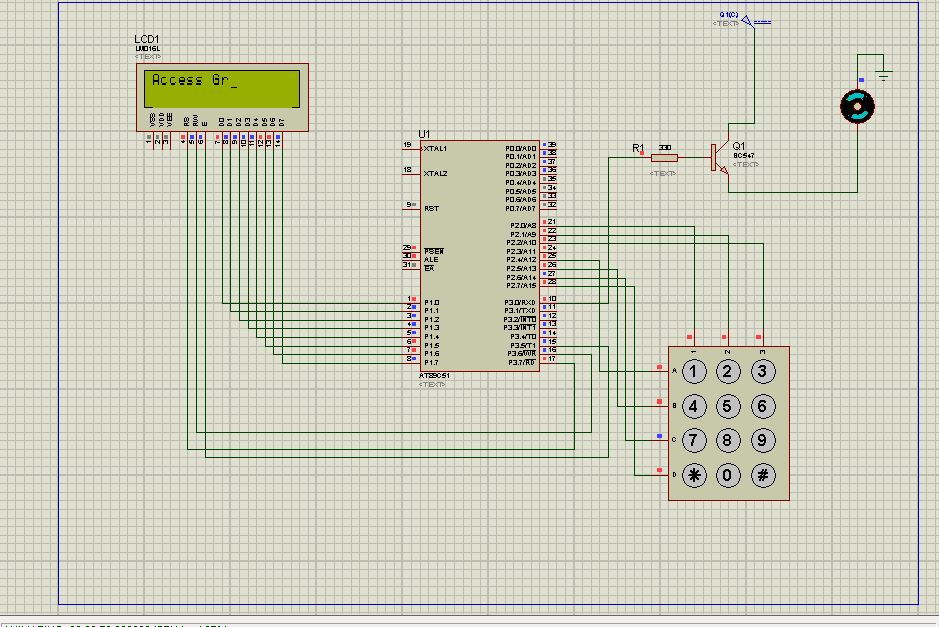 Q1(C)
<TEXT>
LCD1
LM016L
<TEXT>
Access Gr_
VSS
VDD
VEE
RS
RW
E
D0
D1
D2
D3
D4
D5
D6
D7
1
2
3
4
5
6
7
8
9
10
11
12
13
14
U1
19 XTAL1
18 XTAL2
9 RST
29 PSEN
30 ALE
31 EA
1 P1.0
2 P1.1
3 P1.2
4 P1.3
5 P1.4
6 P1.5
7 P1.6
8 P1.7
P0.0/AD0 39
P0.1/AD1 38
P0.2/AD2 37
P0.3/AD3 36
P0.4/AD4 35
P0.5/AD5 34
P0.6/AD6 33
P0.7/AD7 32
P2.0/A8 21
P2.1/A9 22
P2.2/A10 23
P2.3/A11 24
P2.4/A12 25
P2.5/A13 26
P2.6/A14 27
P2.7/A15 28
P3.0/RXD 10
P3.1/TXD 11
P3.2/INT0 12
P3.3/INT1 13
P3.4/T0 14
P3.5/T1 15
P3.6/WR 16
P3.7/RD 17
AT89C51
<TEXT>
R1
330
<TEXT>
Q1
BC547
<TEXT>
1 2 3
A 1 2 3
B 4 5 6
C 7 8 9
D * 0 #